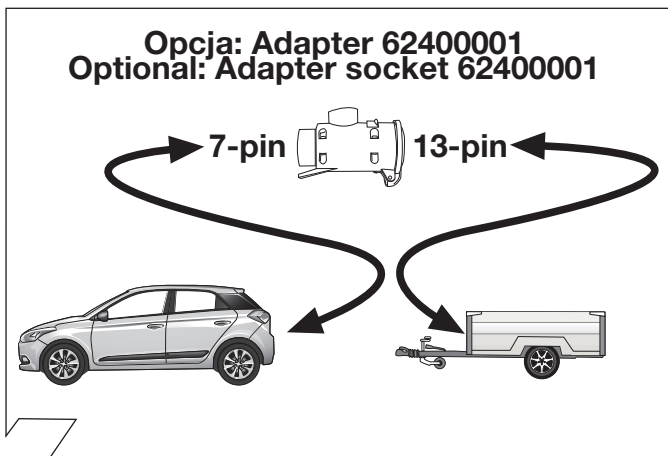 Opcja: Adapter 62400001
Optional: Adapter socket 62400001
7-pin 13-pin